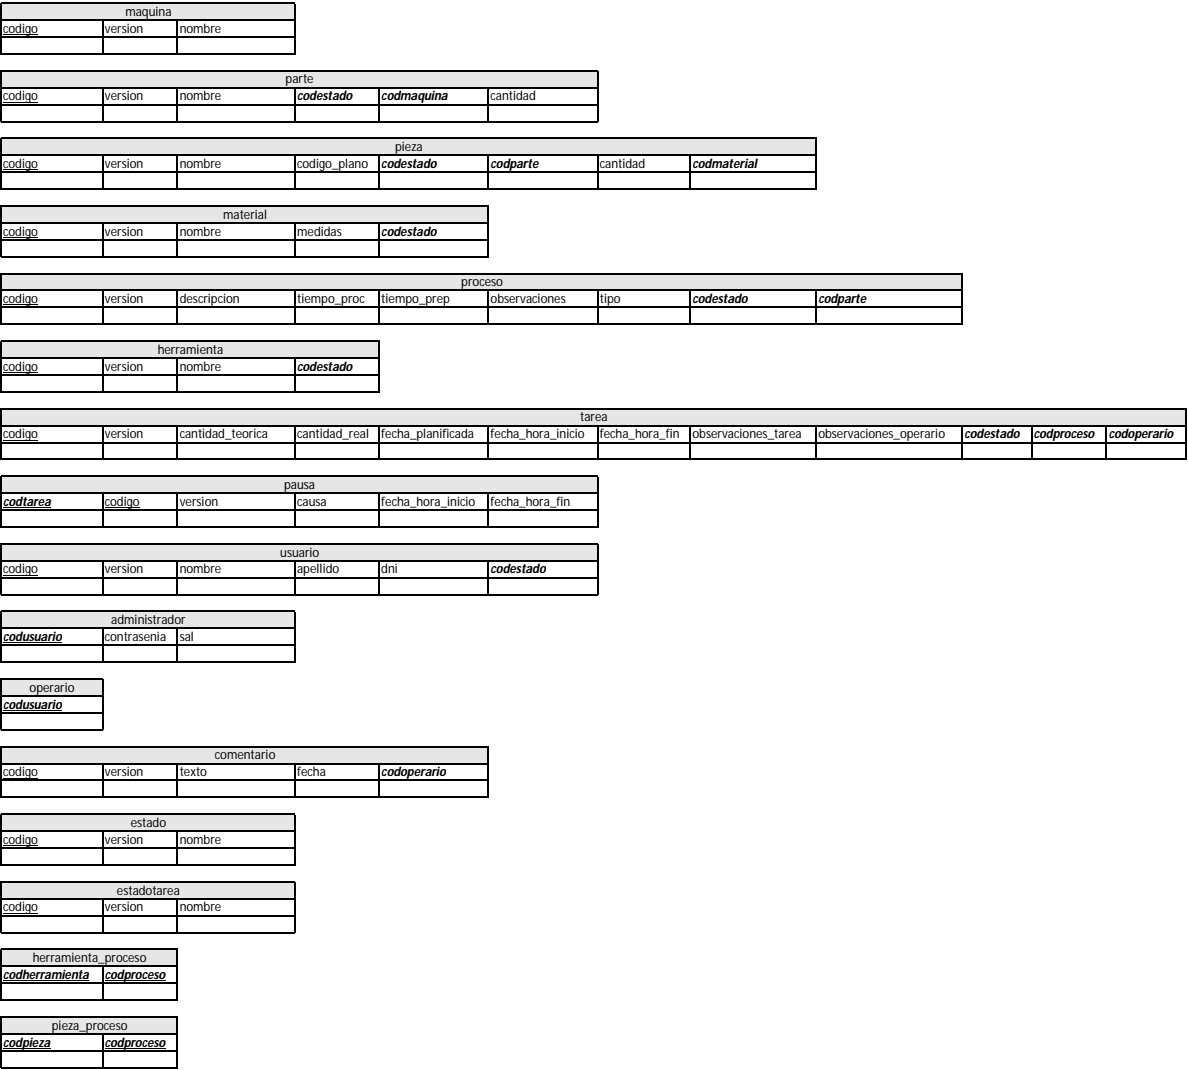 maquina
codigo version nombre
parte
codigo version nombre codestado codmaquina cantidad
pieza
codigo version nombre codigo_plano codestado codparte cantidad codmaterial
material
codigo version nombre medidas codestado
proceso
codigo version descripcion tiempo_proc tiempo_prep observaciones tipo codestado codparte
herramienta
codigo version nombre codestado
tarea
codigo version cantidad_teorica cantidad_real fecha_planificada fecha_hora_inicio fecha_hora_fin observaciones_tarea observaciones_operario codestado codproceso codoperario
pausa
codtarea codigo version causa fecha_hora_inicio fecha_hora_fin
usuario
codigo version nombre apellido dni codestado
administrador
codusuario contrasenia sal
operario
codusuario
comentario
codigo version texto fecha codoperario
estado
codigo version nombre
estadotarea
codigo version nombre
herramienta_proceso
codherramienta codproceso
pieza_proceso
codpieza codproceso